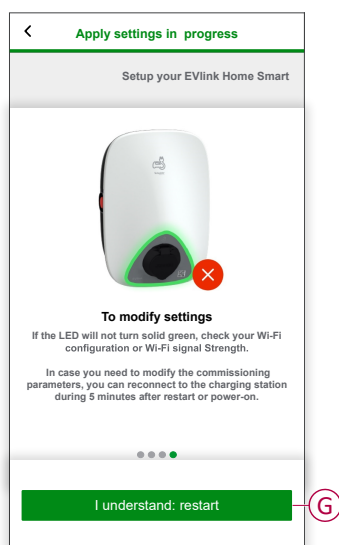 Apply settings in progress
Setup your EVlink Home Smart
To modify settings
If the LED will not turn solid green, check your Wi-Fi
configuration or Wi-Fi signal Strength.
In case you need to modify the commissioning
parameters, you can reconnect to the charging station
during 5 minutes after restart or power-on.
I understand: restart
G